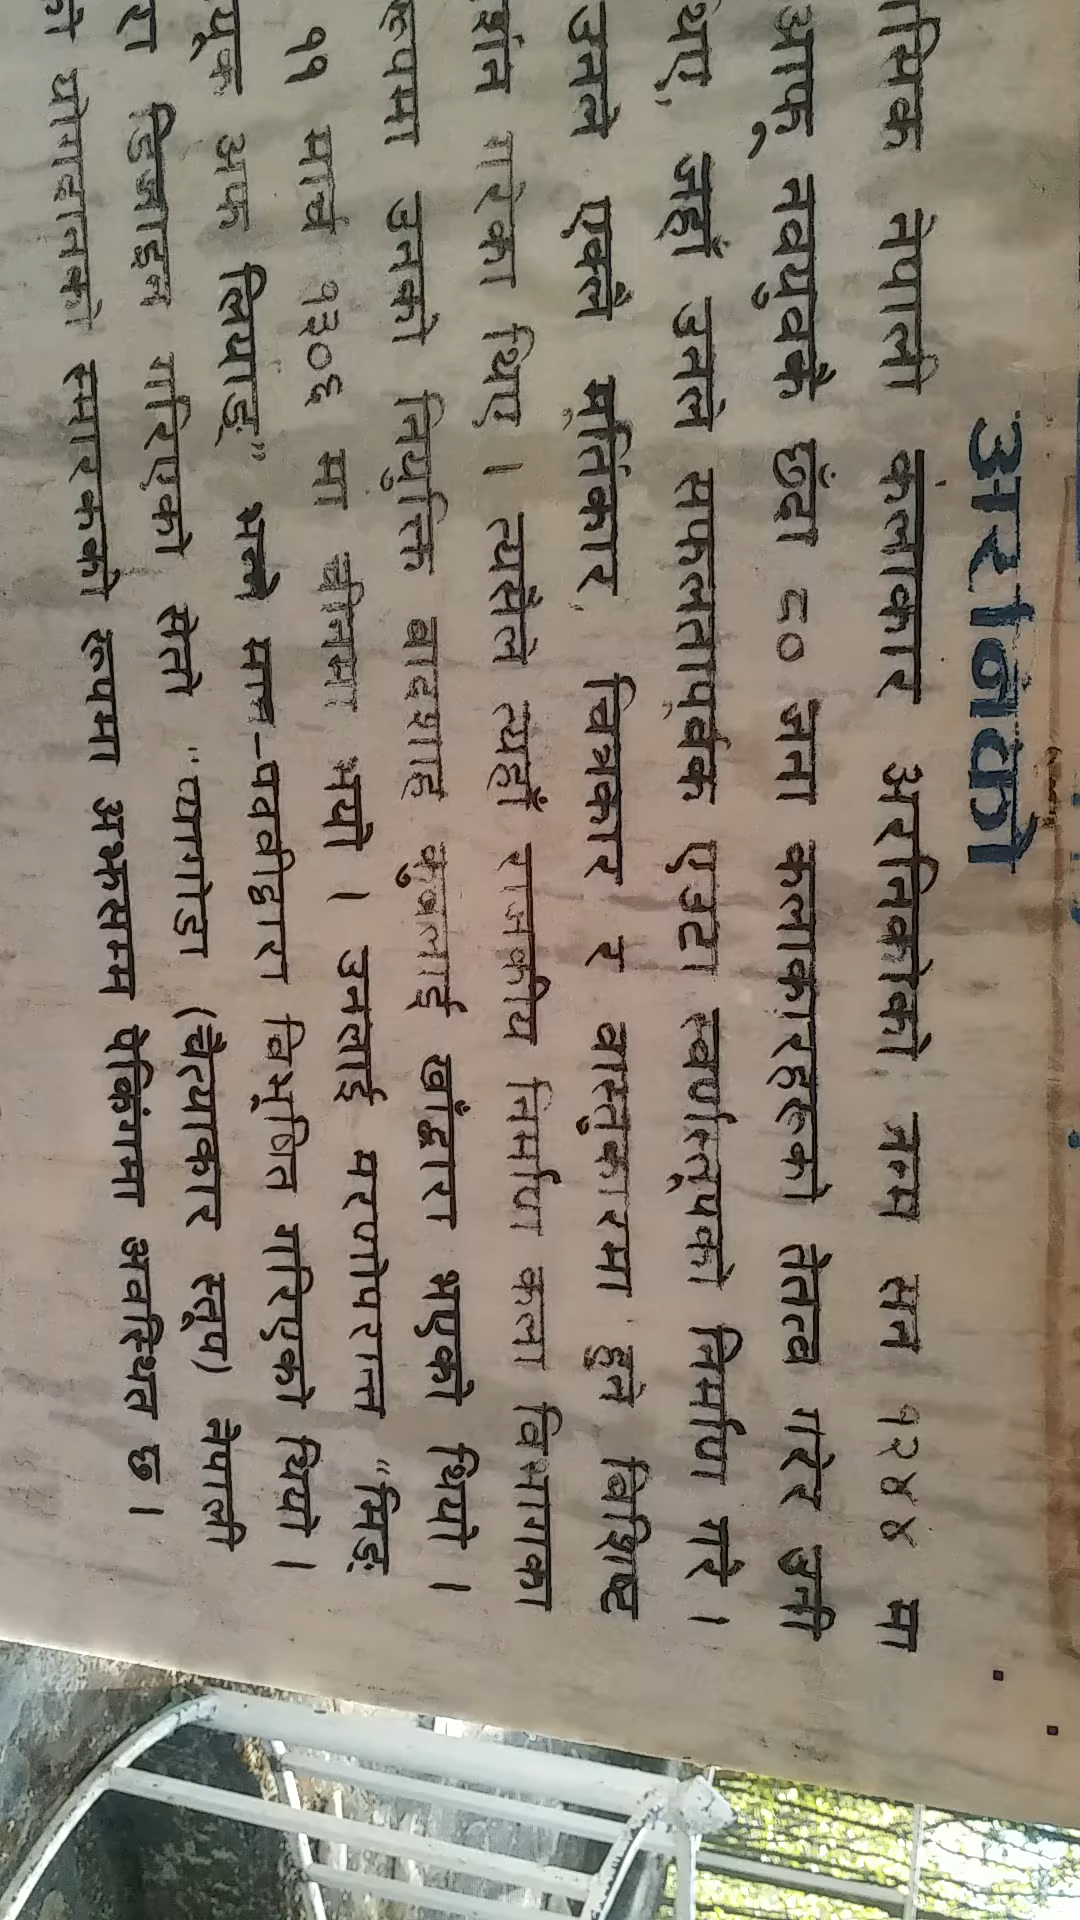 अरनिको
नेपाली कलाकार अरनिकोको जन्म सन १२४४ मा
आफू नवयुवकै छँदा ८० जना कलाकारहरुको नेतत्व गरेर उनी
थिए, जहाँ उनले सफलतापूर्वक एउटा स्वर्णस्तूपको निर्माण गरे ।
उनले एक्लै मूर्तिकार, चित्रकार र वास्तुकारमा हुने विशिष्ट
गरेका थिए । त्यसैले त्यहाँ राजकीय निर्माण कला विभागका
रुपमा उनको नियुक्ति बादशाह कुबलाई खाँद्वारा भएको थियो ।
११ मार्च १३०६ मा चीनमा भयो । उनलाई मरणोपरान्त “मिङ्
अफ लियाङ्” भन्ने मान-पदवीद्वारा विभूषित गरिएको थियो ।
डिजाइन गरिएको सेतो “प्यागोडा (चैत्याकार स्तूप) नेपाली
योगदानको स्मारकको रुपमा अझसम्म पेकिंगमा अवस्थित छ ।